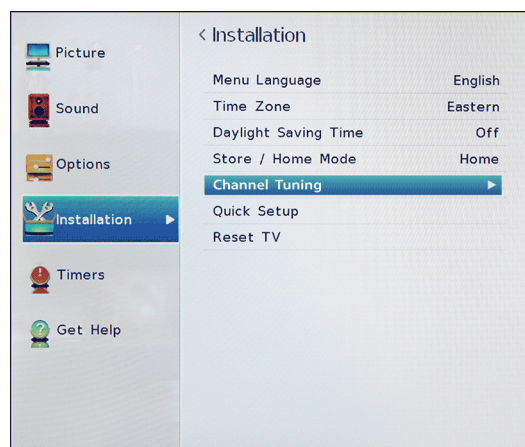 Picture
Sound
Options
Installation
Timers
Get Help
Installation
Menu Language English
Time Zone Eastern
Daylight Saving Time Off
Store / Home Mode Home
Channel Tuning
Quick Setup
Reset TV